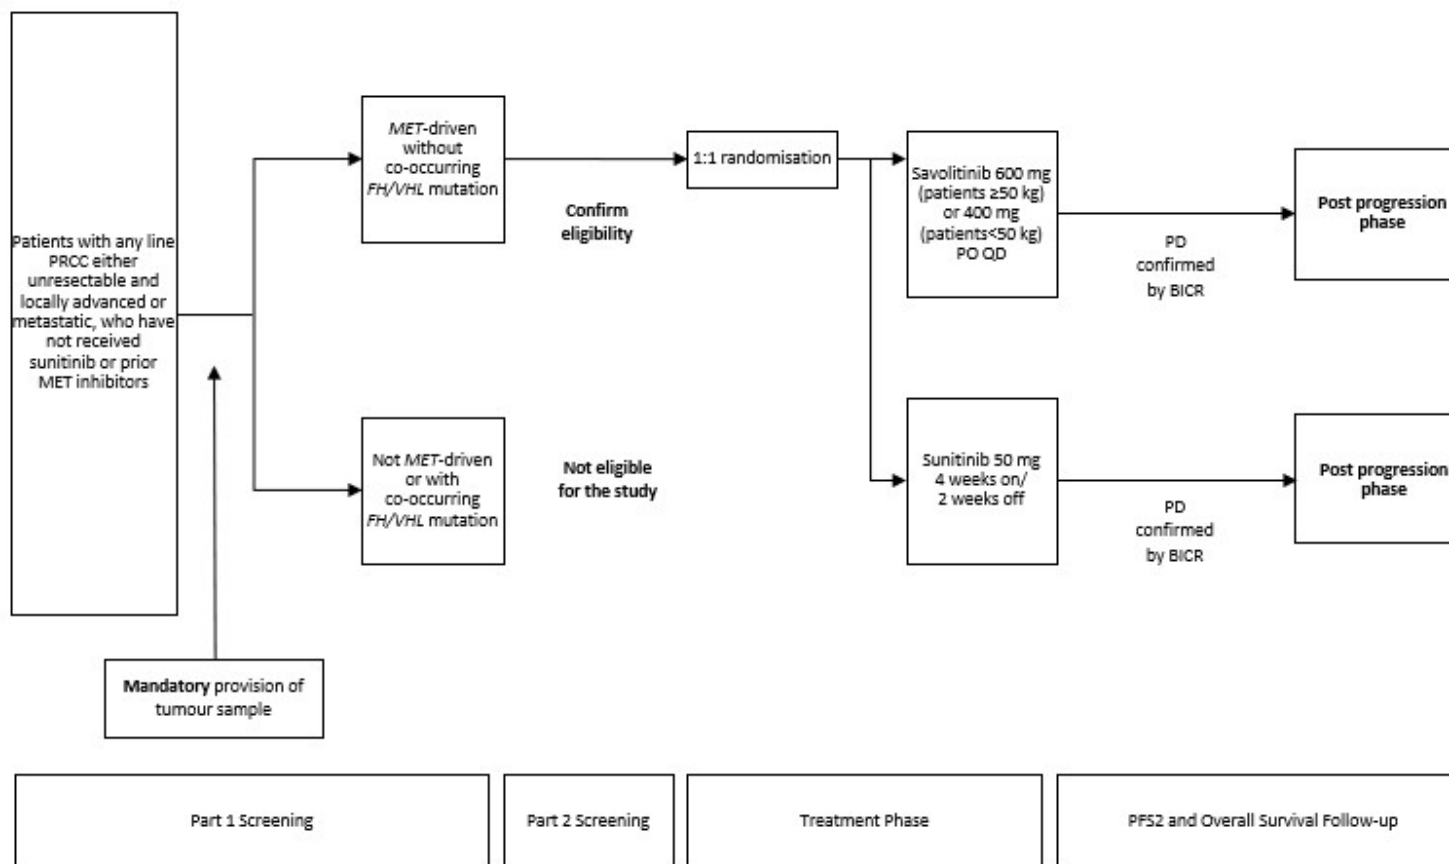 Patients with any line
PRCC either
unresectable and
locally advanced or
metastatic, who have
not received
sunitinib or prior
MET inhibitors
Mandatory provision of
tumour sample
MET-driven
without
co-occurring
FH/VHL mutation
Confirm
eligibility
Not MET-driven
or with
co-occurring
FH/VHL mutation
Not eligible
for the study
1:1 randomisation
Savolitinib 600 mg
(patients ≥50 kg)
or 400 mg
(patients<50 kg)
PO QD
PD
confirmed
by BICR
Post progression
phase
Sunitinib 50 mg
4 weeks on/
2 weeks off
PD
confirmed
by BICR
Post progression
phase
Part 1 Screening
Part 2 Screening
Treatment Phase
PFS2 and Overall Survival Follow-up